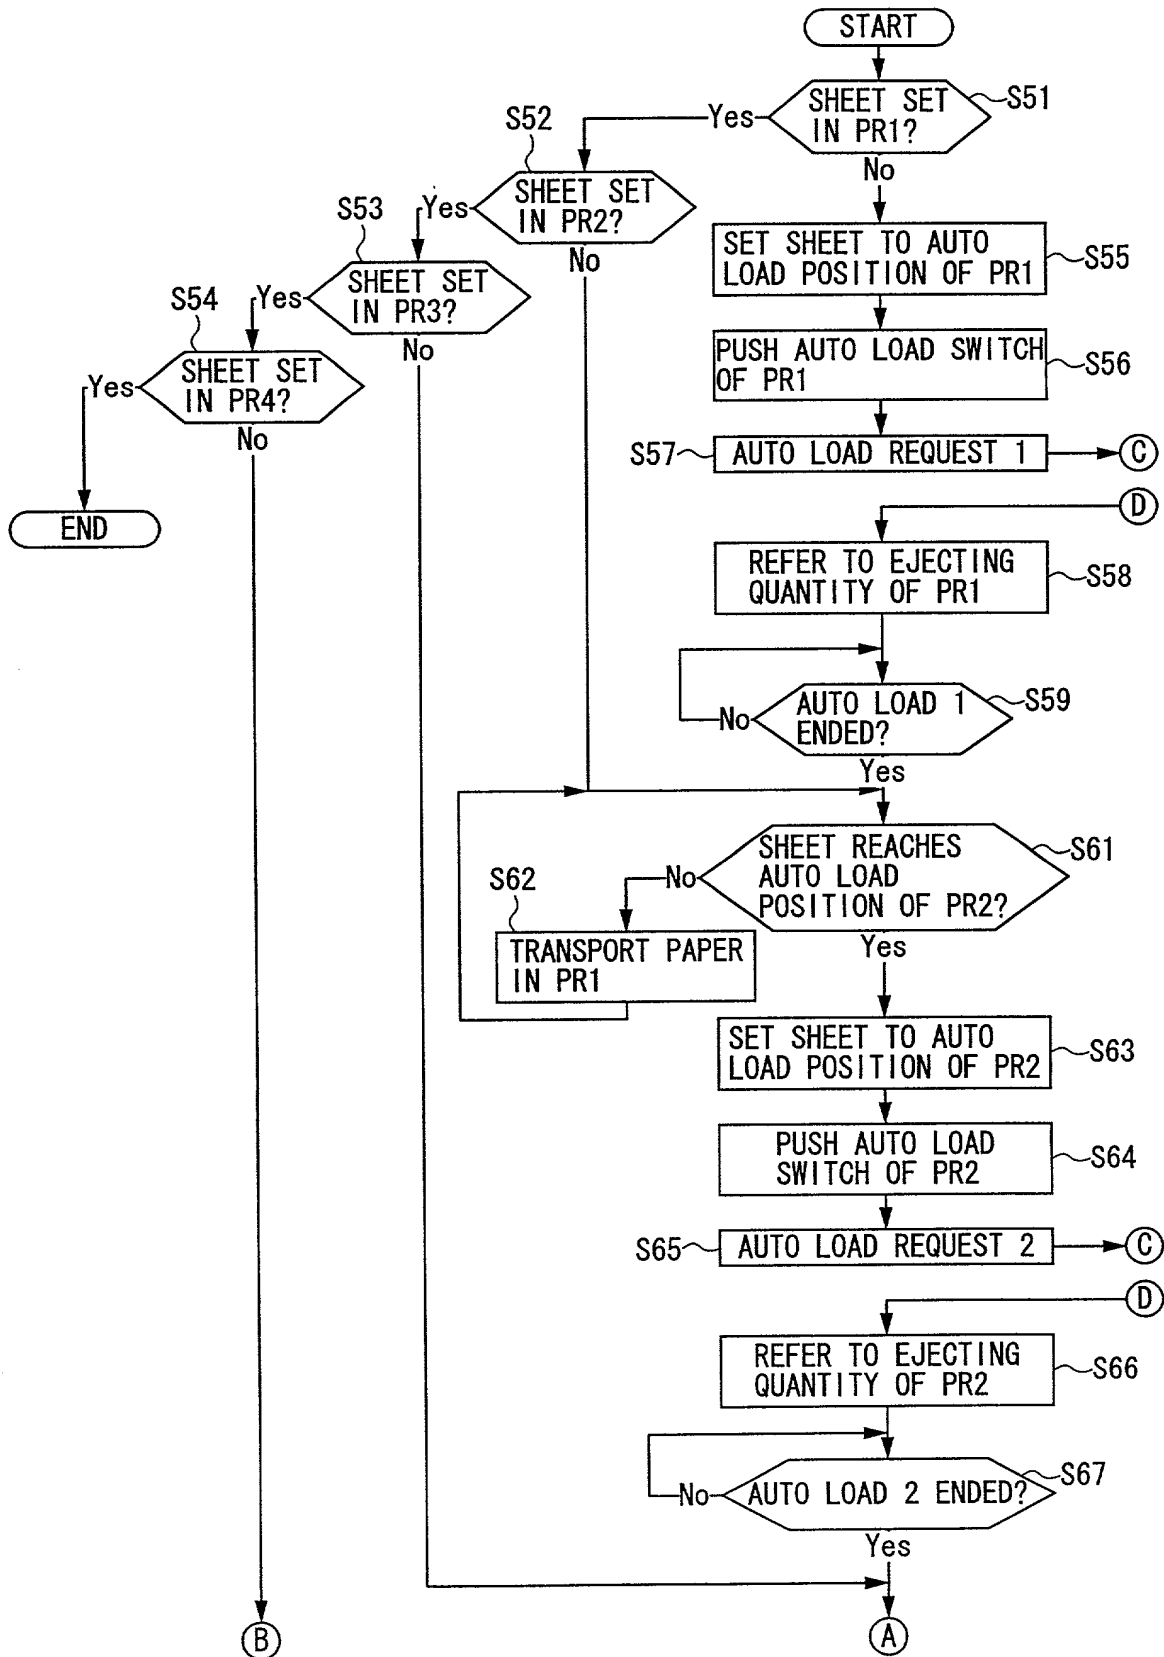 START
SHEET SET
IN PR1?
S51
Yes
No
S52
SHEET SET
IN PR2?
Yes
No
S53
SHEET SET
IN PR3?
Yes
No
S54
SHEET SET
IN PR4?
Yes
No
END
SET SHEET TO AUTO
LOAD POSITION OF PR1
S55
PUSH AUTO LOAD SWITCH
OF PR1
S56
S57
AUTO LOAD REQUEST 1
C
D
REFER TO EJECTING
QUANTITY OF PR1
S58
AUTO LOAD 1
ENDED?
S59
No
Yes
SHEET REACHES
AUTO LOAD
POSITION OF PR2?
S61
No
Yes
S62
TRANSPORT PAPER
IN PR1
SET SHEET TO AUTO
LOAD POSITION OF PR2
S63
PUSH AUTO LOAD
SWITCH OF PR2
S64
S65
AUTO LOAD REQUEST 2
C
D
REFER TO EJECTING
QUANTITY OF PR2
S66
AUTO LOAD 2 ENDED?
S67
No
Yes
B
A